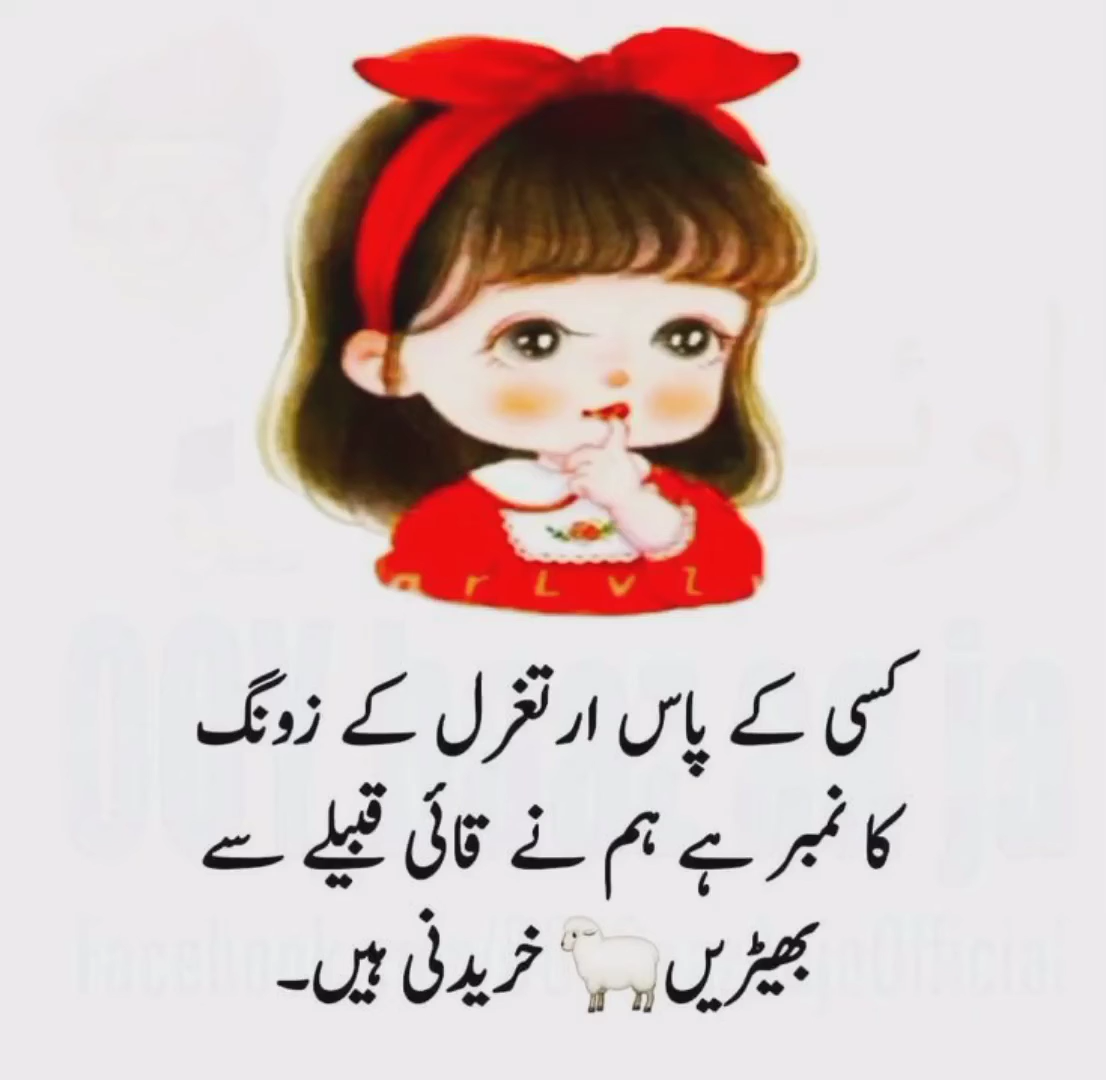 a r L v z
کسی کے پاس ارتغرل کے زونگ
کا نمبر ہے ہم نے قائی قبیلے سے
بھیڑیں🐑خریدنی ہیں۔